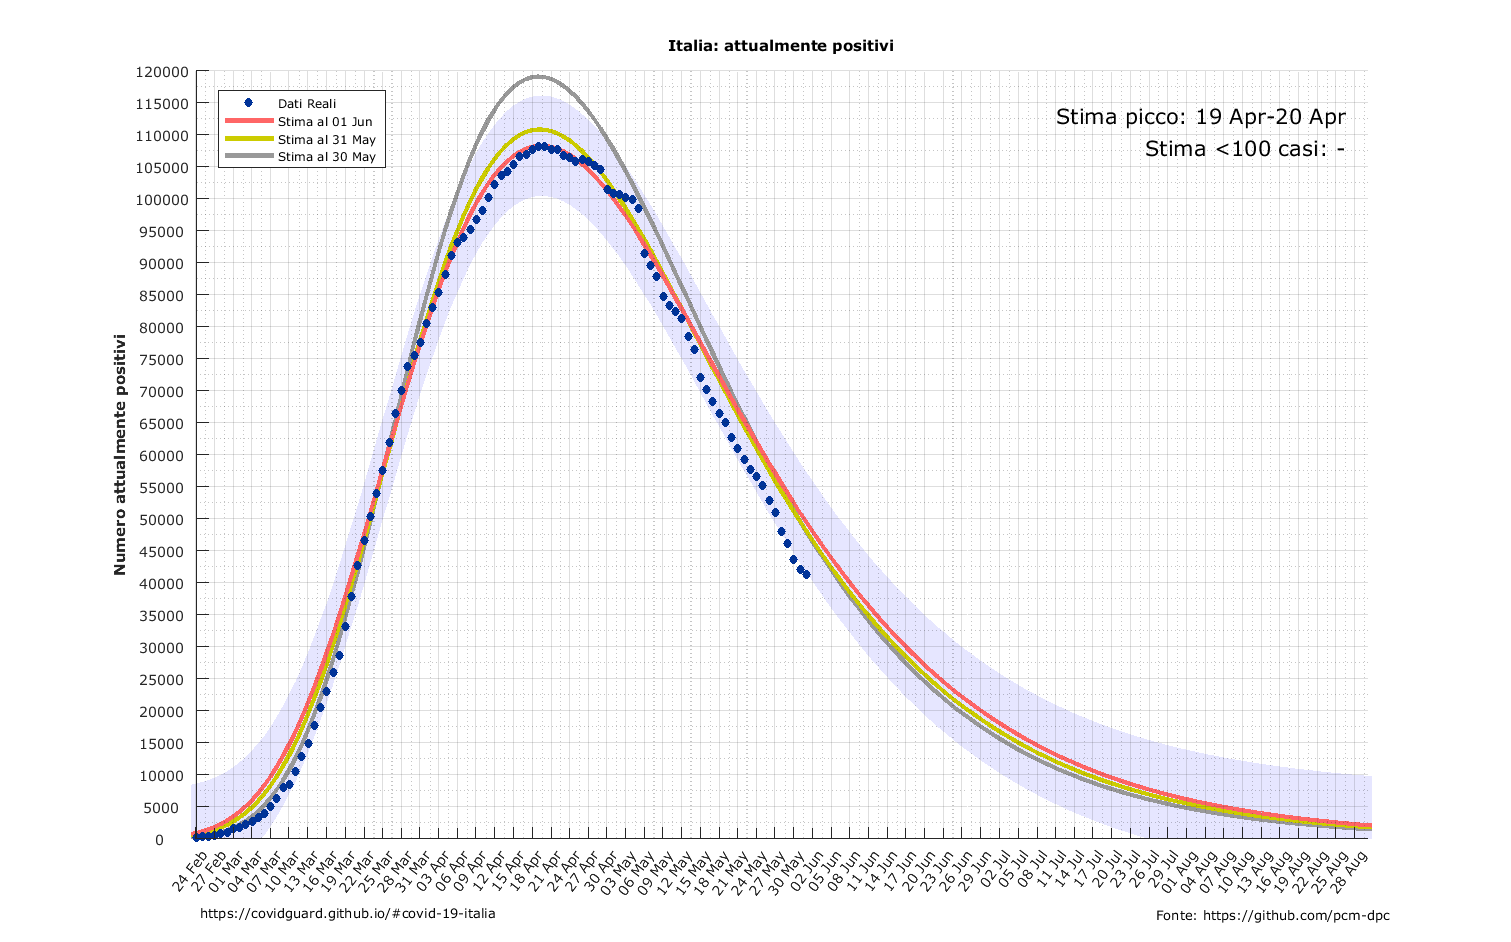 Italia: attualmente positivi
120000
115000
110000
105000
100000
95000
90000
85000
80000
75000
70000
65000
60000
55000
50000
45000
40000
35000
30000
25000
20000
15000
10000
5000
0
Numero attualmente positivi
Dati Reali
Stima al 01 Jun
Stima al 31 May
Stima al 30 May
Stima picco: 19 Apr-20 Apr
Stima <100 casi: -
24 Feb
27 Feb
01 Mar
04 Mar
07 Mar
10 Mar
13 Mar
16 Mar
19 Mar
22 Mar
25 Mar
28 Mar
31 Mar
03 Apr
06 Apr
09 Apr
12 Apr
15 Apr
18 Apr
21 Apr
24 Apr
27 Apr
30 Apr
03 May
06 May
09 May
12 May
15 May
18 May
21 May
24 May
27 May
30 May
02 Jun
05 Jun
08 Jun
11 Jun
14 Jun
17 Jun
20 Jun
23 Jun
26 Jun
29 Jun
02 Jul
05 Jul
08 Jul
11 Jul
14 Jul
17 Jul
20 Jul
23 Jul
26 Jul
29 Jul
01 Aug
04 Aug
07 Aug
10 Aug
13 Aug
16 Aug
19 Aug
22 Aug
25 Aug
28 Aug
https://covidguard.github.io/#covid-19-italia
Fonte: https://github.com/pcm-dpc